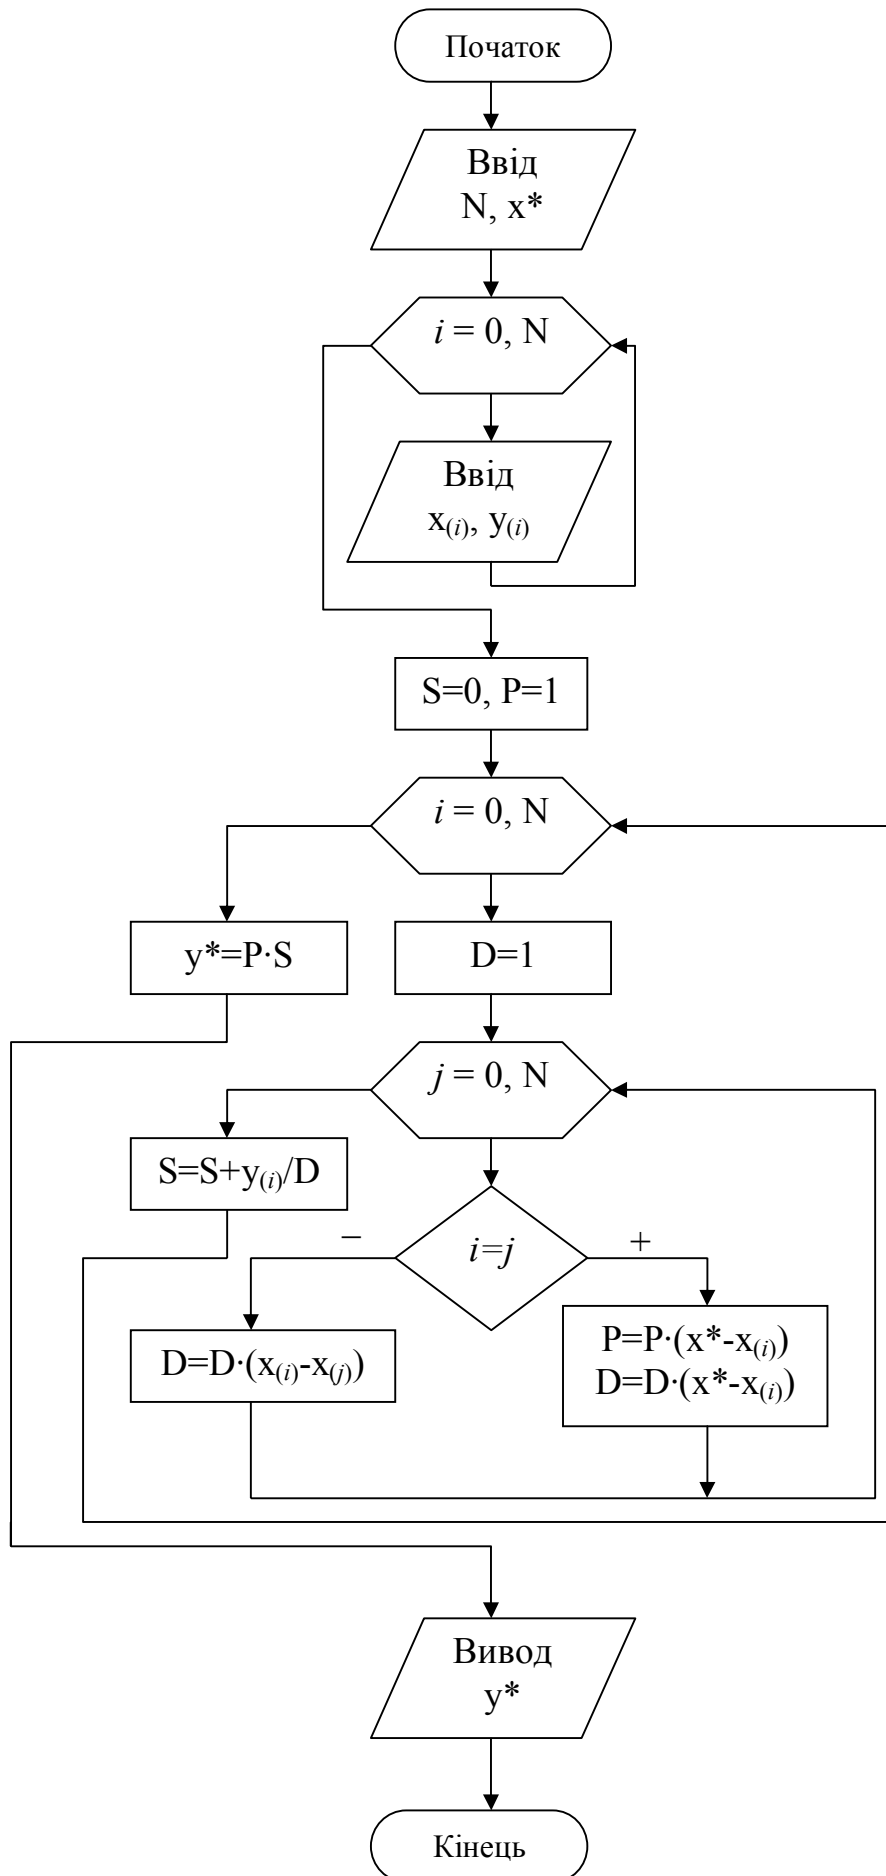 Початок
Ввід
N, x*
i = 0, N
Ввід
x(i), y(i)
S=0, P=1
i = 0, N
y*=P·S
D=1
j = 0, N
S=S+y(i)/D
–
i=j
+
D=D·(x(i)-x(j))
P=P·(x*-x(i))
D=D·(x*-x(i))
Вивод
y*
Кінець